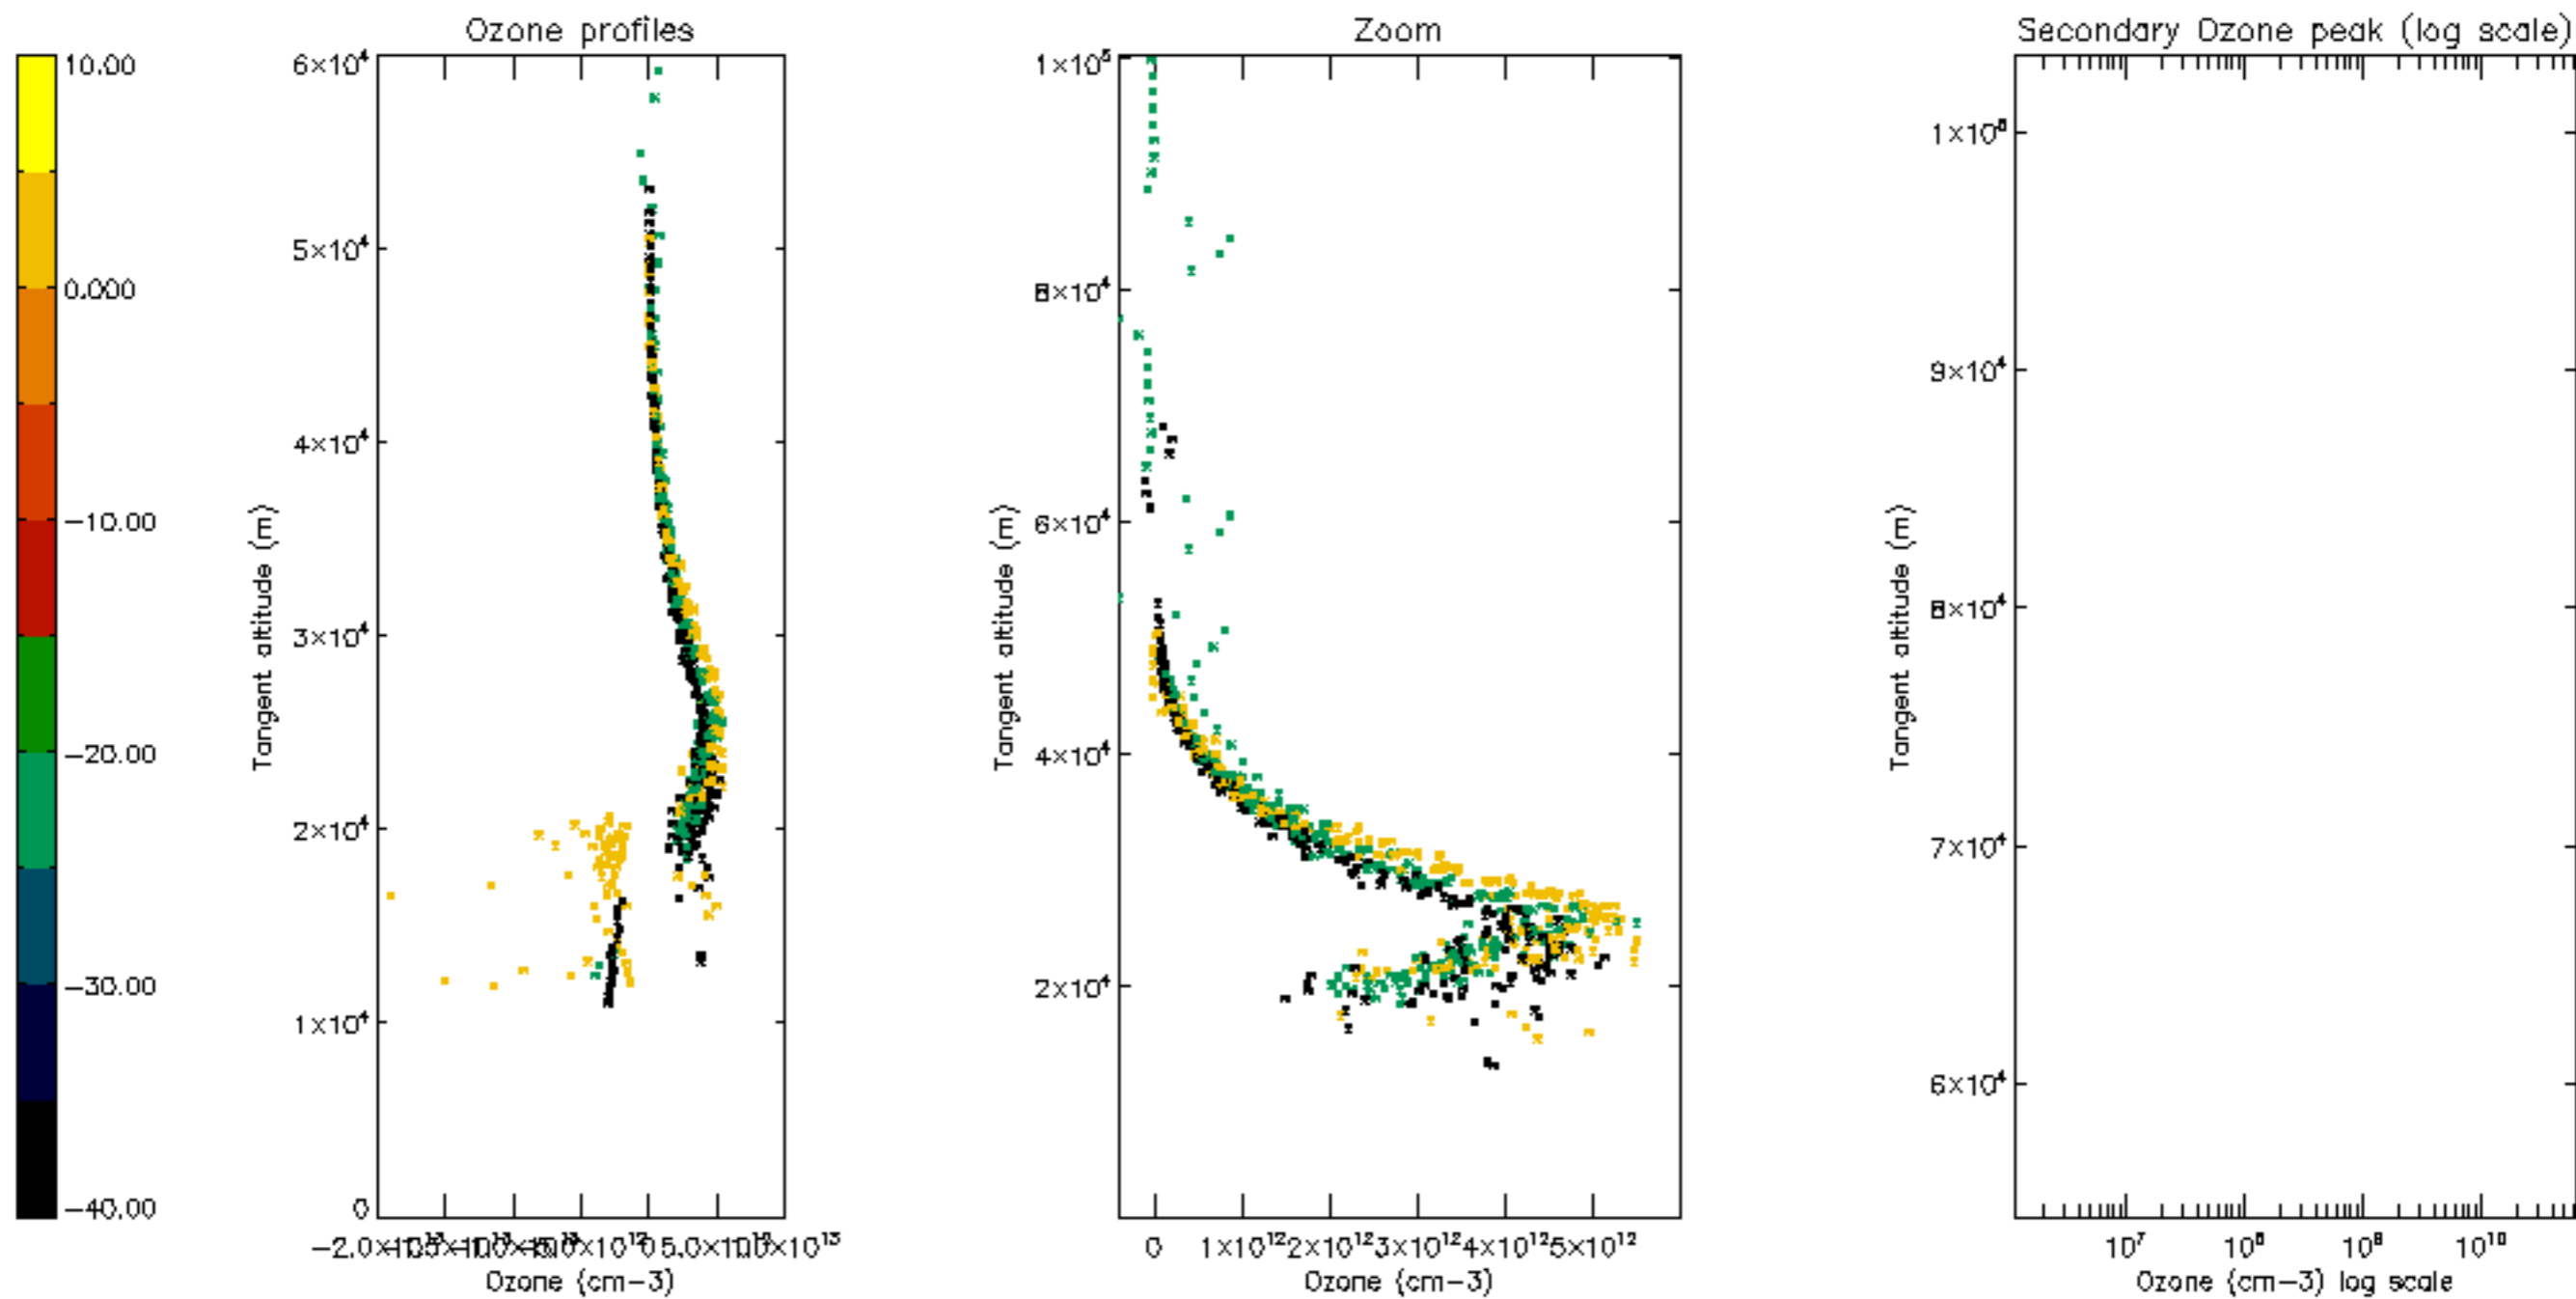 Ozone profiles
Zoom
Secondary Ozone peak (log scale)
10.00
0.000
−10.00
−20.00
−30.00
−40.00
Tangent altitude (m)
6×10⁴
5×10⁴
4×10⁴
3×10⁴
2×10⁴
1×10⁴
0
0 5.0×10¹²
Ozone (cm−3)
Tangent altitude (m)
1×10⁵
8×10⁴
6×10⁴
4×10⁴
2×10⁴
0 1×10¹² 2×10¹² 3×10¹² 4×10¹² 5×10¹²
Ozone (cm−3)
Tangent altitude (m)
9×10⁴
8×10⁴
7×10⁴
6×10⁴
10⁷ 10⁸ 10⁹ 10¹⁰
Ozone (cm−3) log scale